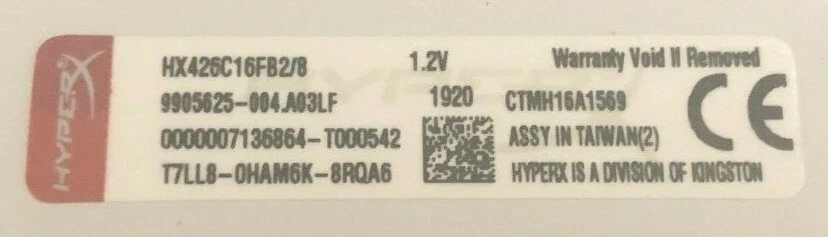 HYPERX
HX426C16FB2/8 1.2V Warranty Void If Removed
9905625-004.A03LF 1920 CTMH16A1569
0000007136864-T000542 ASSY IN TAIWAN(2)
T7LL8-0HAM6K-8RQA6 HYPERX IS A DIVISION OF KINGSTON
CE